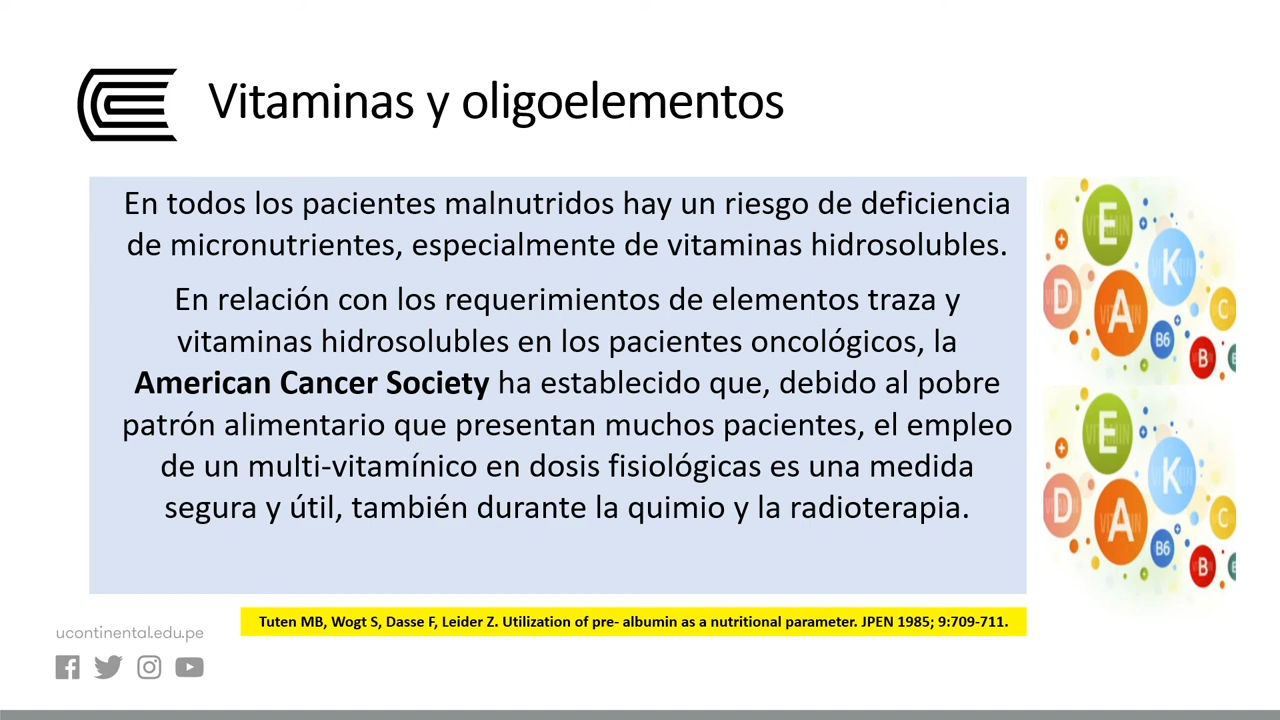 Vitaminas y oligoelementos
En todos los pacientes malnutridos hay un riesgo de deficiencia
de micronutrientes, especialmente de vitaminas hidrosolubles.
En relación con los requerimientos de elementos traza y
vitaminas hidrosolubles en los pacientes oncológicos, la
American Cancer Society ha establecido que, debido al pobre
patrón alimentario que presentan muchos pacientes, el empleo
de un multi-vitamínico en dosis fisiológicas es una medida
segura y útil, también durante la quimio y la radioterapia.
E
K
D
A
C
B6
B
E
K
D
A
C
B6
B
Tuten MB, Wogt S, Dasse F, Leider Z. Utilization of pre- albumin as a nutritional parameter. JPEN 1985; 9:709-711.
ucontinental.edu.pe